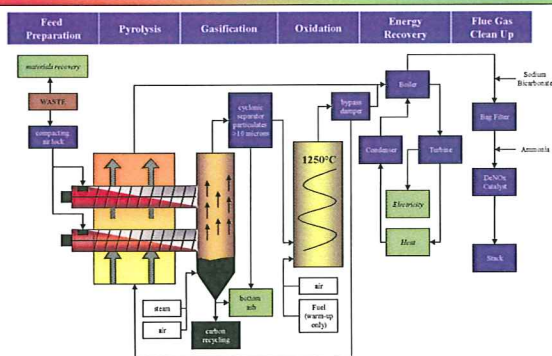 Feed
Preparation
Pyrolysis
Gasification
Oxidation
Energy
Recovery
Flue Gas
Clean Up
materials recovery
WASTE
compacting
air lock
cyclonic
separator
particulates
>10 microns
1250°C
bypass
damper
Boiler
Condenser
Turbine
Electricity
Heat
Sodium
Bicarbonate
Bag Filter
Ammonia
DeNOx
Catalyst
Stack
steam
air
bottom
ash
carbon
recycling
air
Fuel
(warm-up
only)